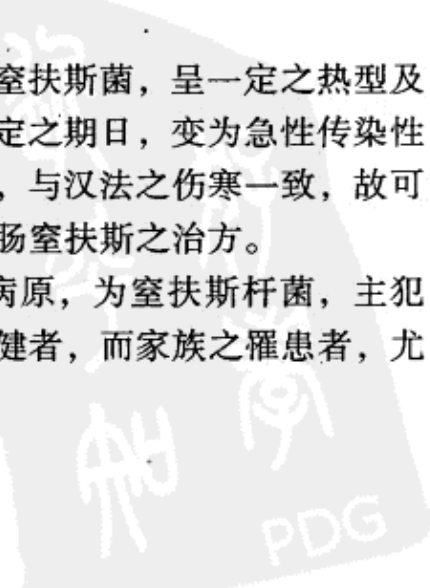 窒扶斯菌，呈一定之热型及
定之期日，变为急性传染性
，与汉法之伤寒一致，故可
肠窒扶斯之治方。
病原，为窒扶斯杆菌，主犯
健者，而家族之罹患者，尤
PDG